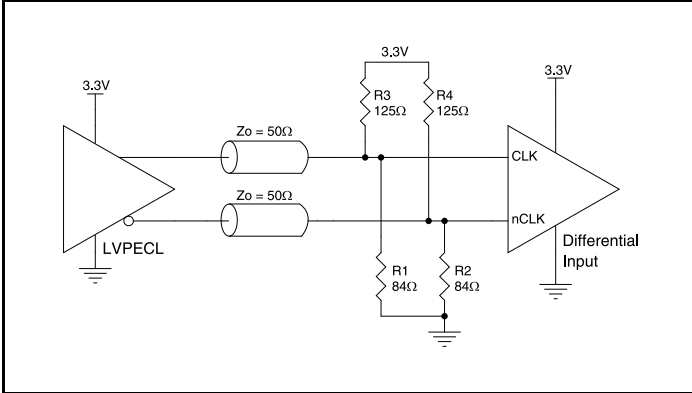 3.3V
R3
125Ω
R4
125Ω
3.3V
3.3V
Zo = 50Ω
CLK
Zo = 50Ω
nCLK
LVPECL
Differential
Input
R1
84Ω
R2
84Ω